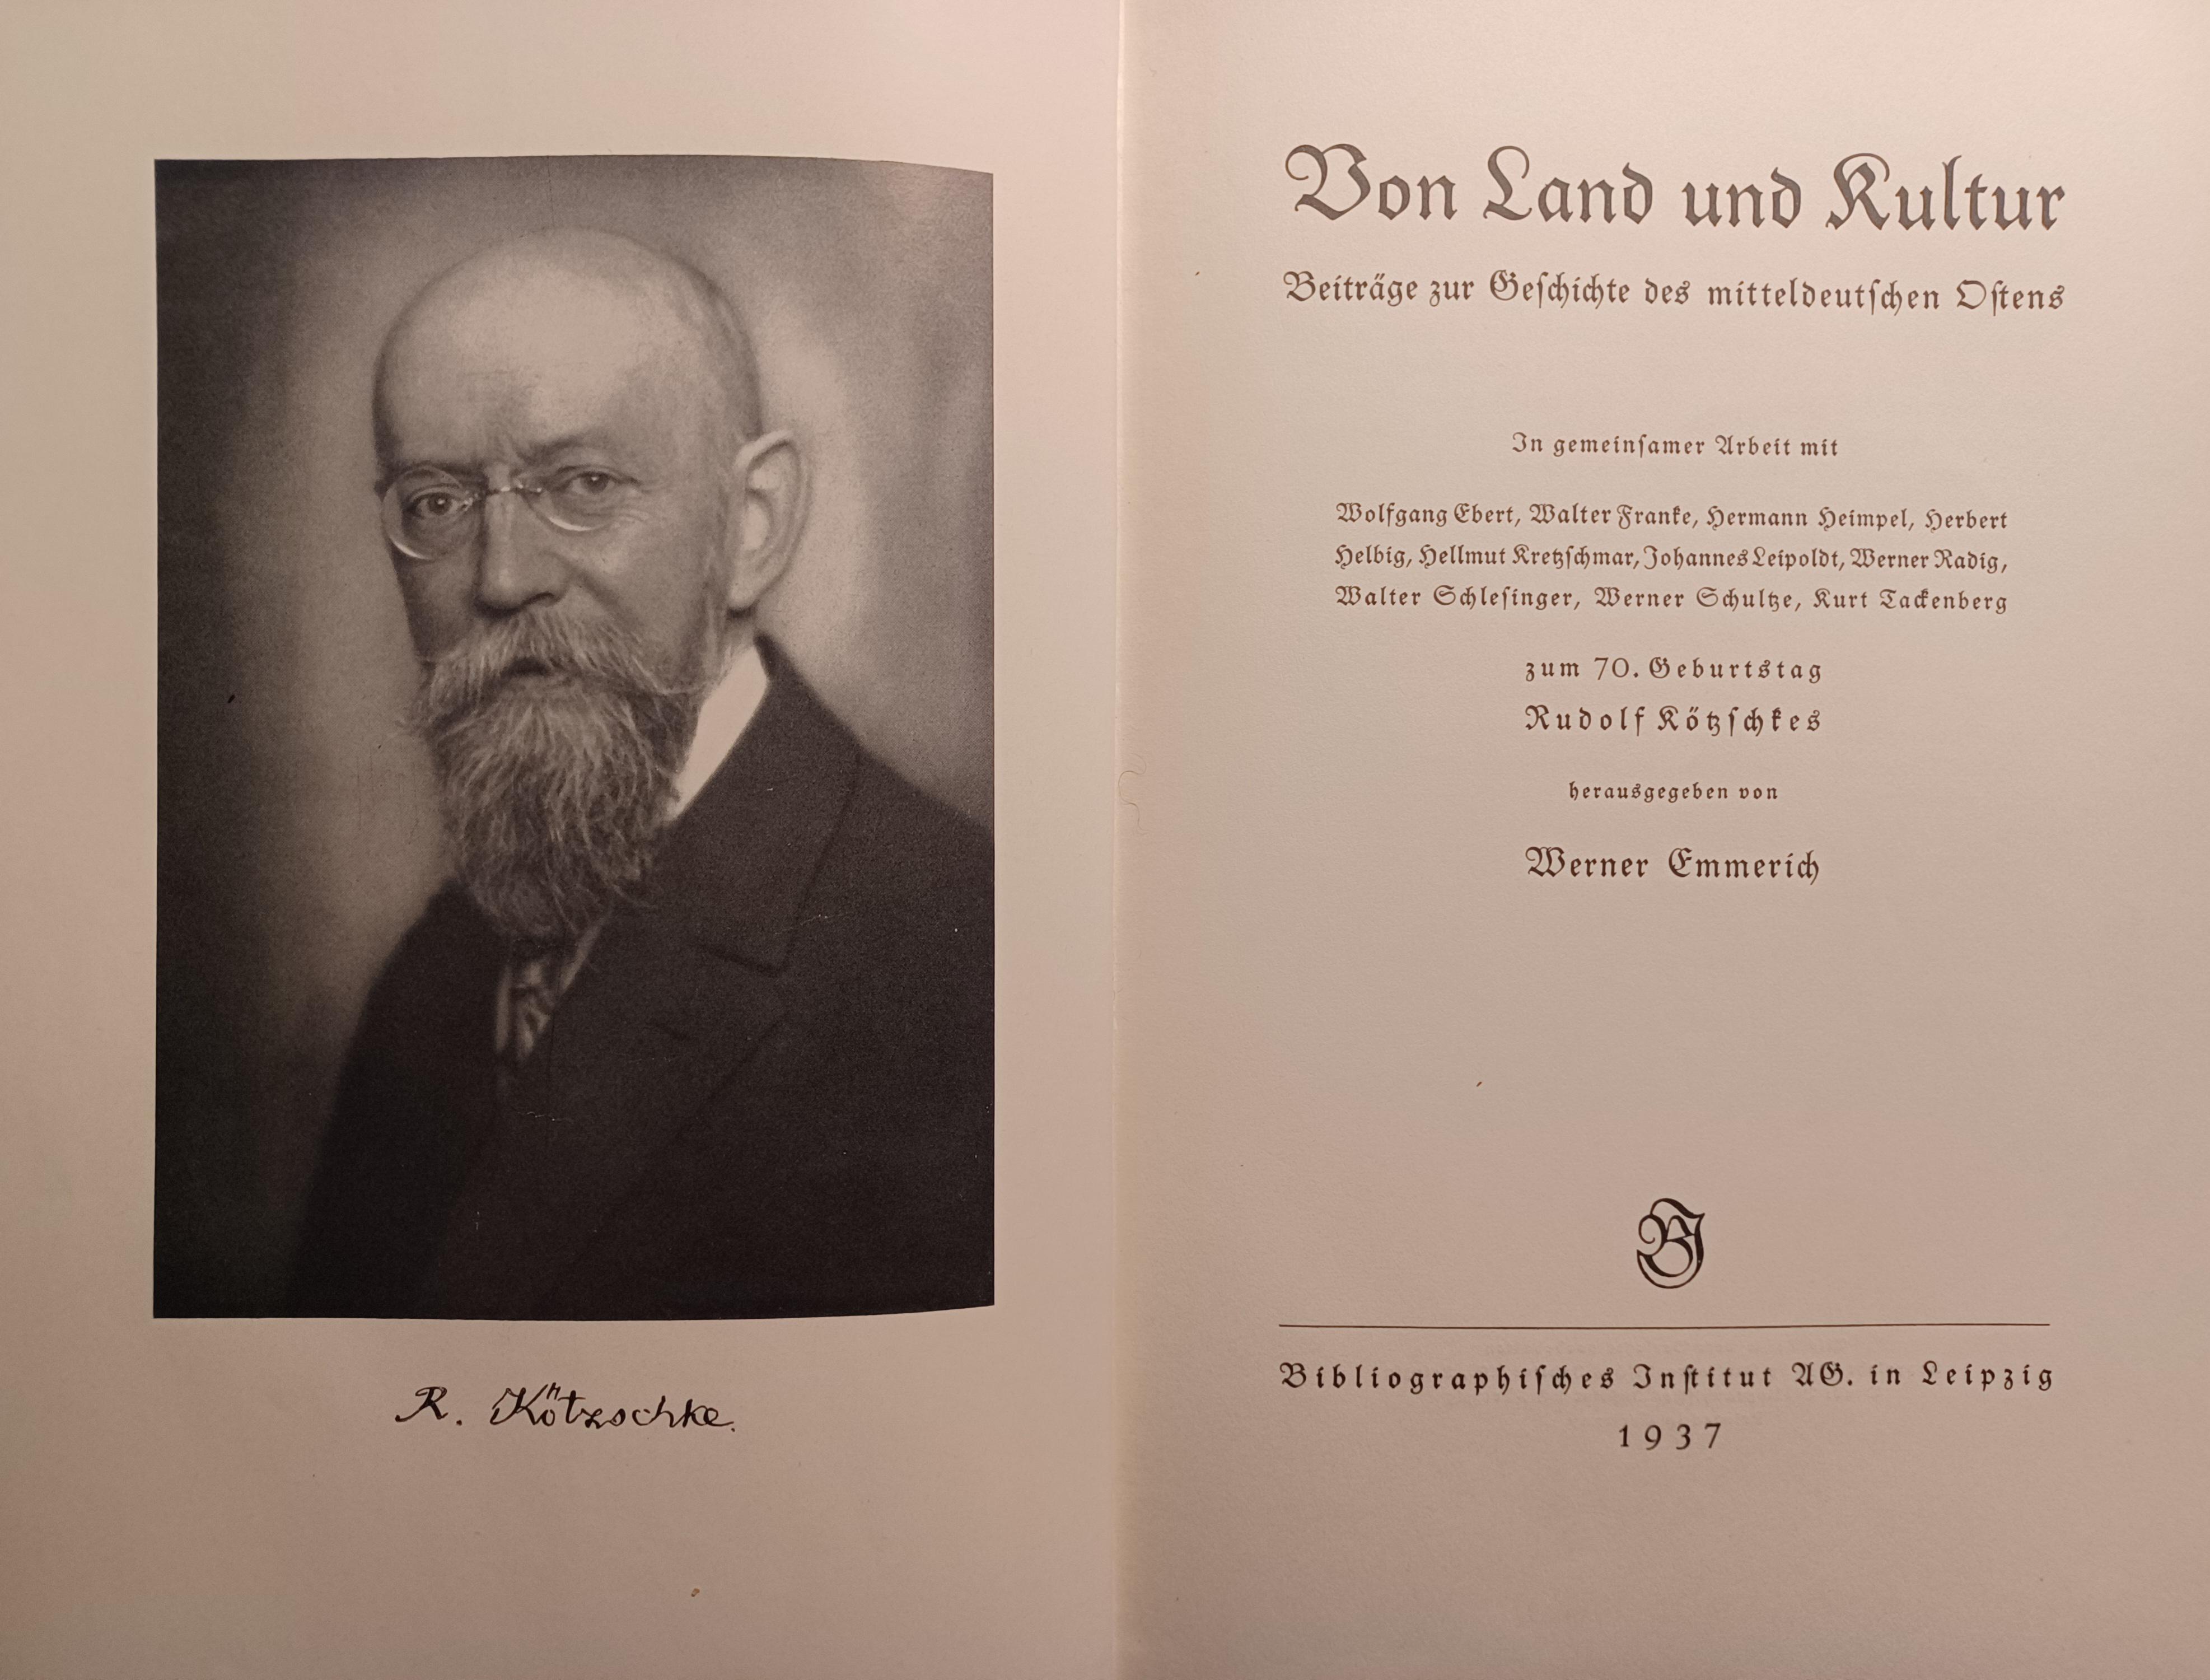 R. Kötzschke.
Von Land und Kultur
Beiträge zur Geſchichte des mitteldeutſchen Oſtens
In gemeinſamer Arbeit mit
Wolfgang Ebert, Walter Franke, Hermann Heimpel, Herbert
Helbig, Hellmut Kretzſchmar, Johannes Leipoldt, Werner Radig,
Walter Schleſinger, Werner Schultze, Kurt Tackenberg
zum 70. Geburtstag
Rudolf Kötzſchkes
herausgegeben von
Werner Emmerich
BI
Bibliographiſches Inſtitut AG. in Leipzig
1937